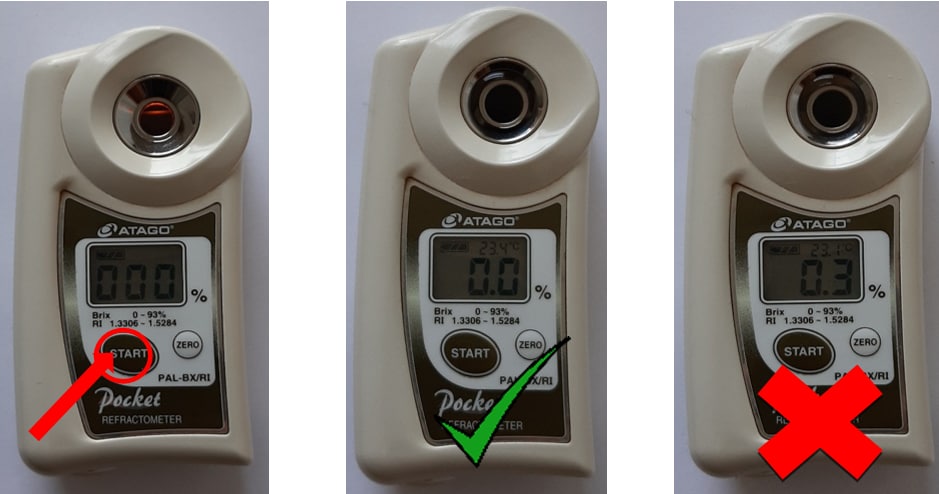 ATAGO®
000
%
Brix 0~93%
RI 1.3306~1.5284
START
ZERO
PAL-BX/RI
Pocket
REFRACTOMETER
ATAGO®
23.4°C
0.0
%
Brix 0~93%
RI 1.3306~1.5284
START
ZERO
Pocke
ATAGO®
23.1°C
0.3
%
Brix 0~93%
RI 1.3306~1.5284
START
ZERO